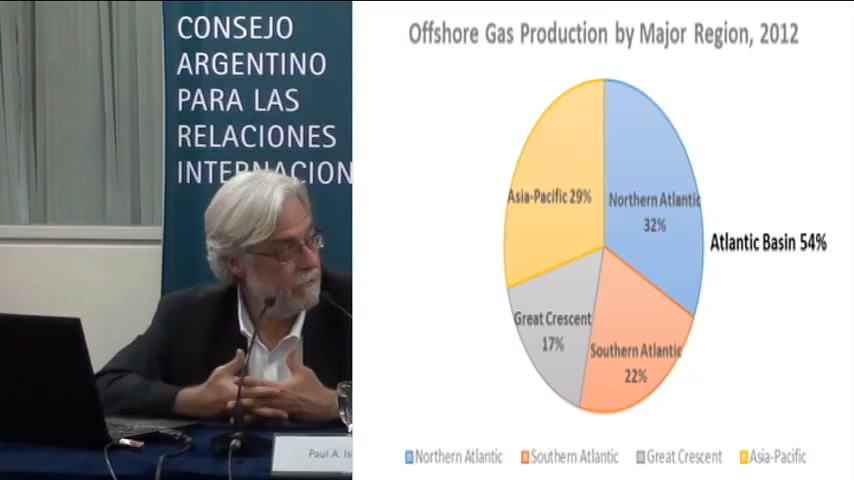 CONSEJO
ARGENTINO
PARA LAS
RELACIONES
INTERNACION
Paul A. Is
Offshore Gas Production by Major Region, 2012
Asia-Pacific 29%
Northern Atlantic
32%
Atlantic Basin 54%
Great Crescent
17%
Southern Atlantic
22%
Northern Atlantic Southern Atlantic Great Crescent Asia-Pacific